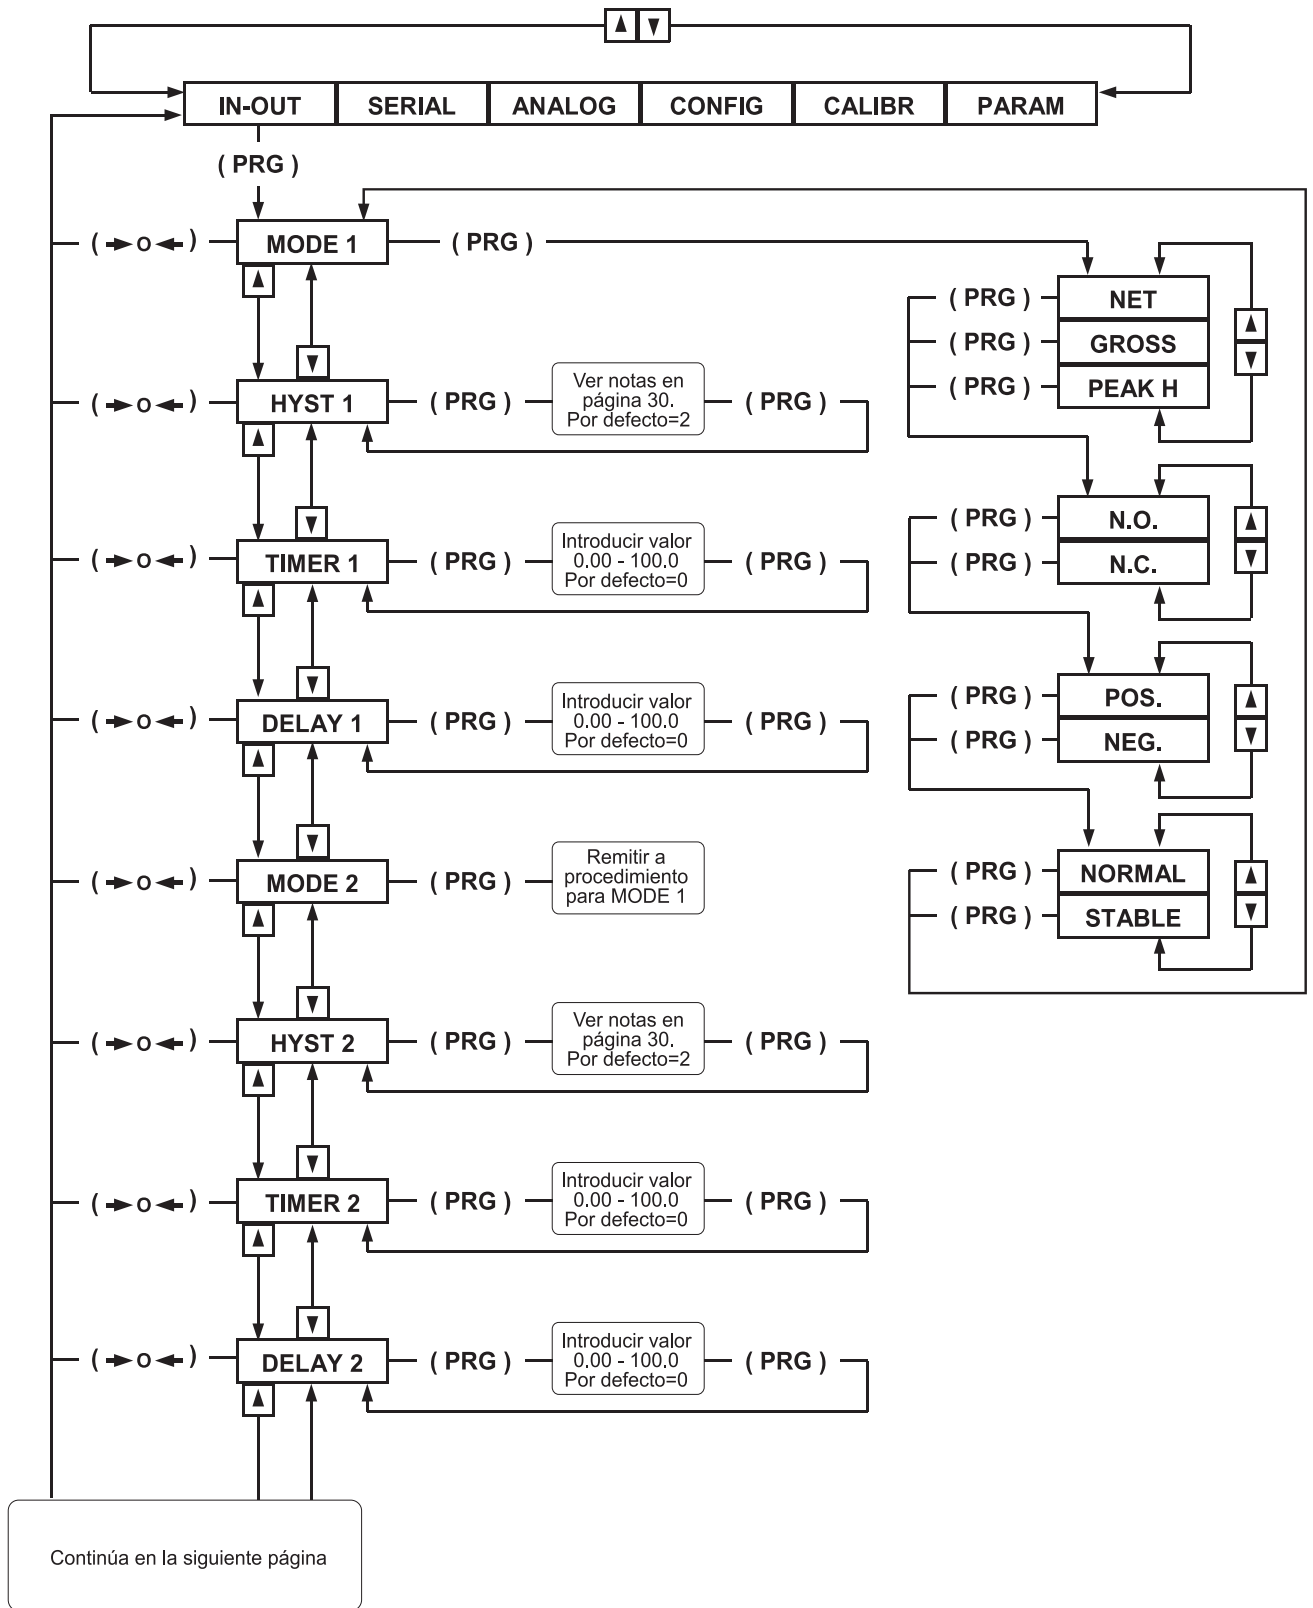 IN-OUT SERIAL ANALOG CONFIG CALIBR PARAM
( PRG )
( o ) MODE 1 ( PRG )
( PRG ) NET
( PRG ) GROSS
( PRG ) PEAK H
( o ) HYST 1 ( PRG ) Ver notas en
página 30.
Por defecto=2 ( PRG )
( PRG ) N.O.
( PRG ) N.C.
( o ) TIMER 1 ( PRG ) Introducir valor
0.00 - 100.0
Por defecto=0 ( PRG )
( PRG ) POS.
( PRG ) NEG.
( o ) DELAY 1 ( PRG ) Introducir valor
0.00 - 100.0
Por defecto=0 ( PRG )
( PRG ) NORMAL
( PRG ) STABLE
( o ) MODE 2 ( PRG ) Remitir a
procedimiento
para MODE 1
( o ) HYST 2 ( PRG ) Ver notas en
página 30.
Por defecto=2 ( PRG )
( o ) TIMER 2 ( PRG ) Introducir valor
0.00 - 100.0
Por defecto=0 ( PRG )
( o ) DELAY 2 ( PRG ) Introducir valor
0.00 - 100.0
Por defecto=0 ( PRG )
Continúa en la siguiente página